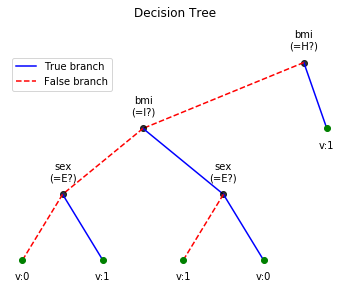 Decision Tree
bmi
(=H?)
True branch
False branch
bmi
(=I?)
v:1
sex
(=E?)
sex
(=E?)
v:0
v:1
v:1
v:0